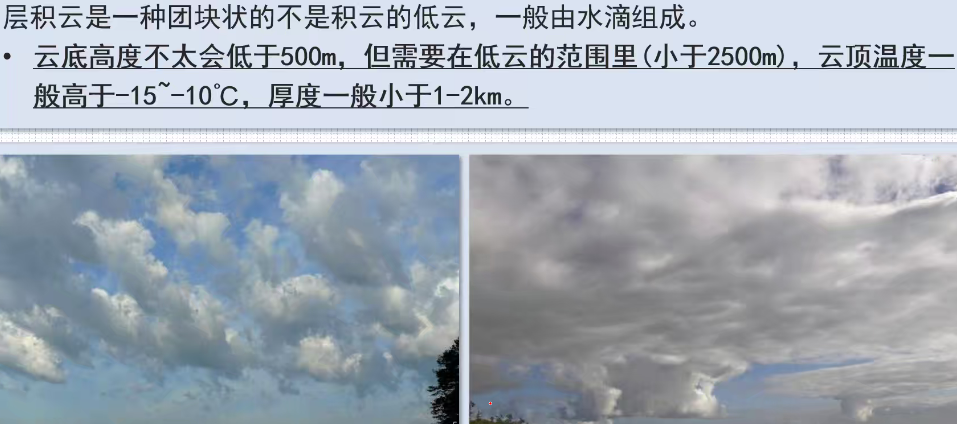 层积云是一种团块状的不是积云的低云，一般由水滴组成。
• 云底高度不太会低于500m，但需要在低云的范围里(小于2500m)，云顶温度一
般高于-15~-10℃，厚度一般小于1-2km。